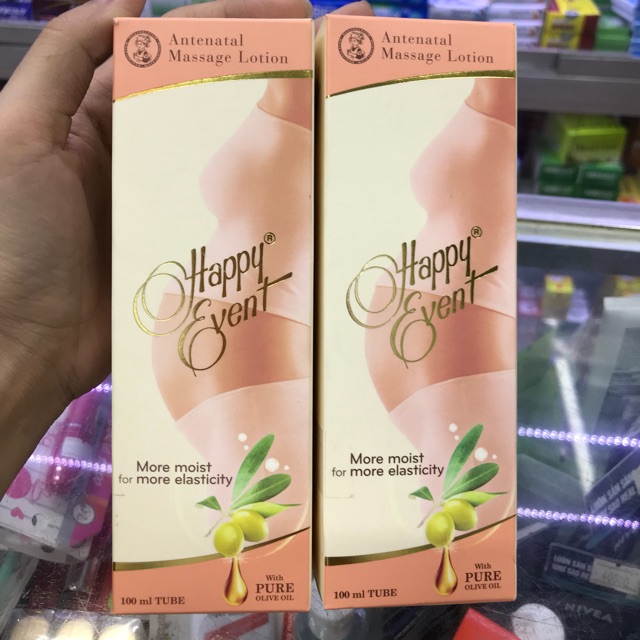 Antenatal
Massage Lotion
Happy®
Event
More moist
for more elasticity
100 ml TUBE
With
PURE
OLIVE OIL
Antenatal
Massage Lotion
Happy®
Event
More moist
for more elasticity
100 ml TUBE
With
PURE
OLIVE OIL
NIVEA